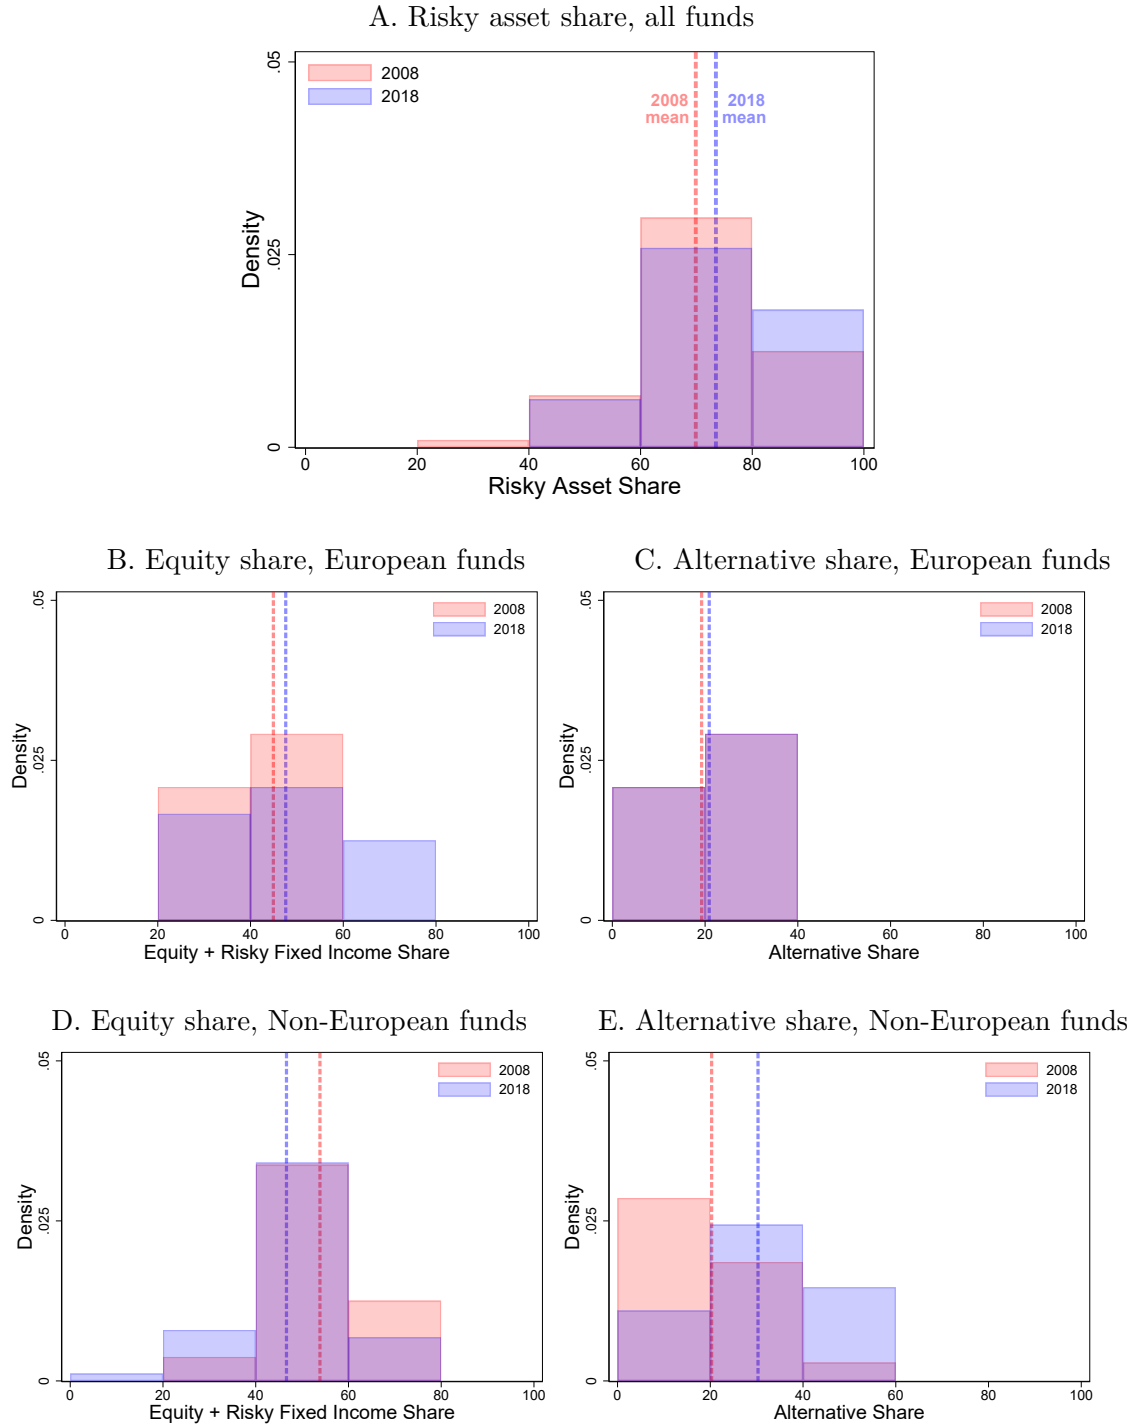 A. Risky asset share, all funds
2008
2018
2008 mean
2018 mean
Density
0
.025
.05
0 20 40 60 80 100
Risky Asset Share
B. Equity share, European funds
2008
2018
Density
0
.025
.05
0 20 40 60 80 100
Equity + Risky Fixed Income Share
C. Alternative share, European funds
2008
2018
Density
0
.025
.05
0 20 40 60 80 100
Alternative Share
D. Equity share, Non-European funds
2008
2018
Density
0
.025
.05
0 20 40 60 80 100
Equity + Risky Fixed Income Share
E. Alternative share, Non-European funds
2008
2018
Density
0
.025
.05
0 20 40 60 80 100
Alternative Share